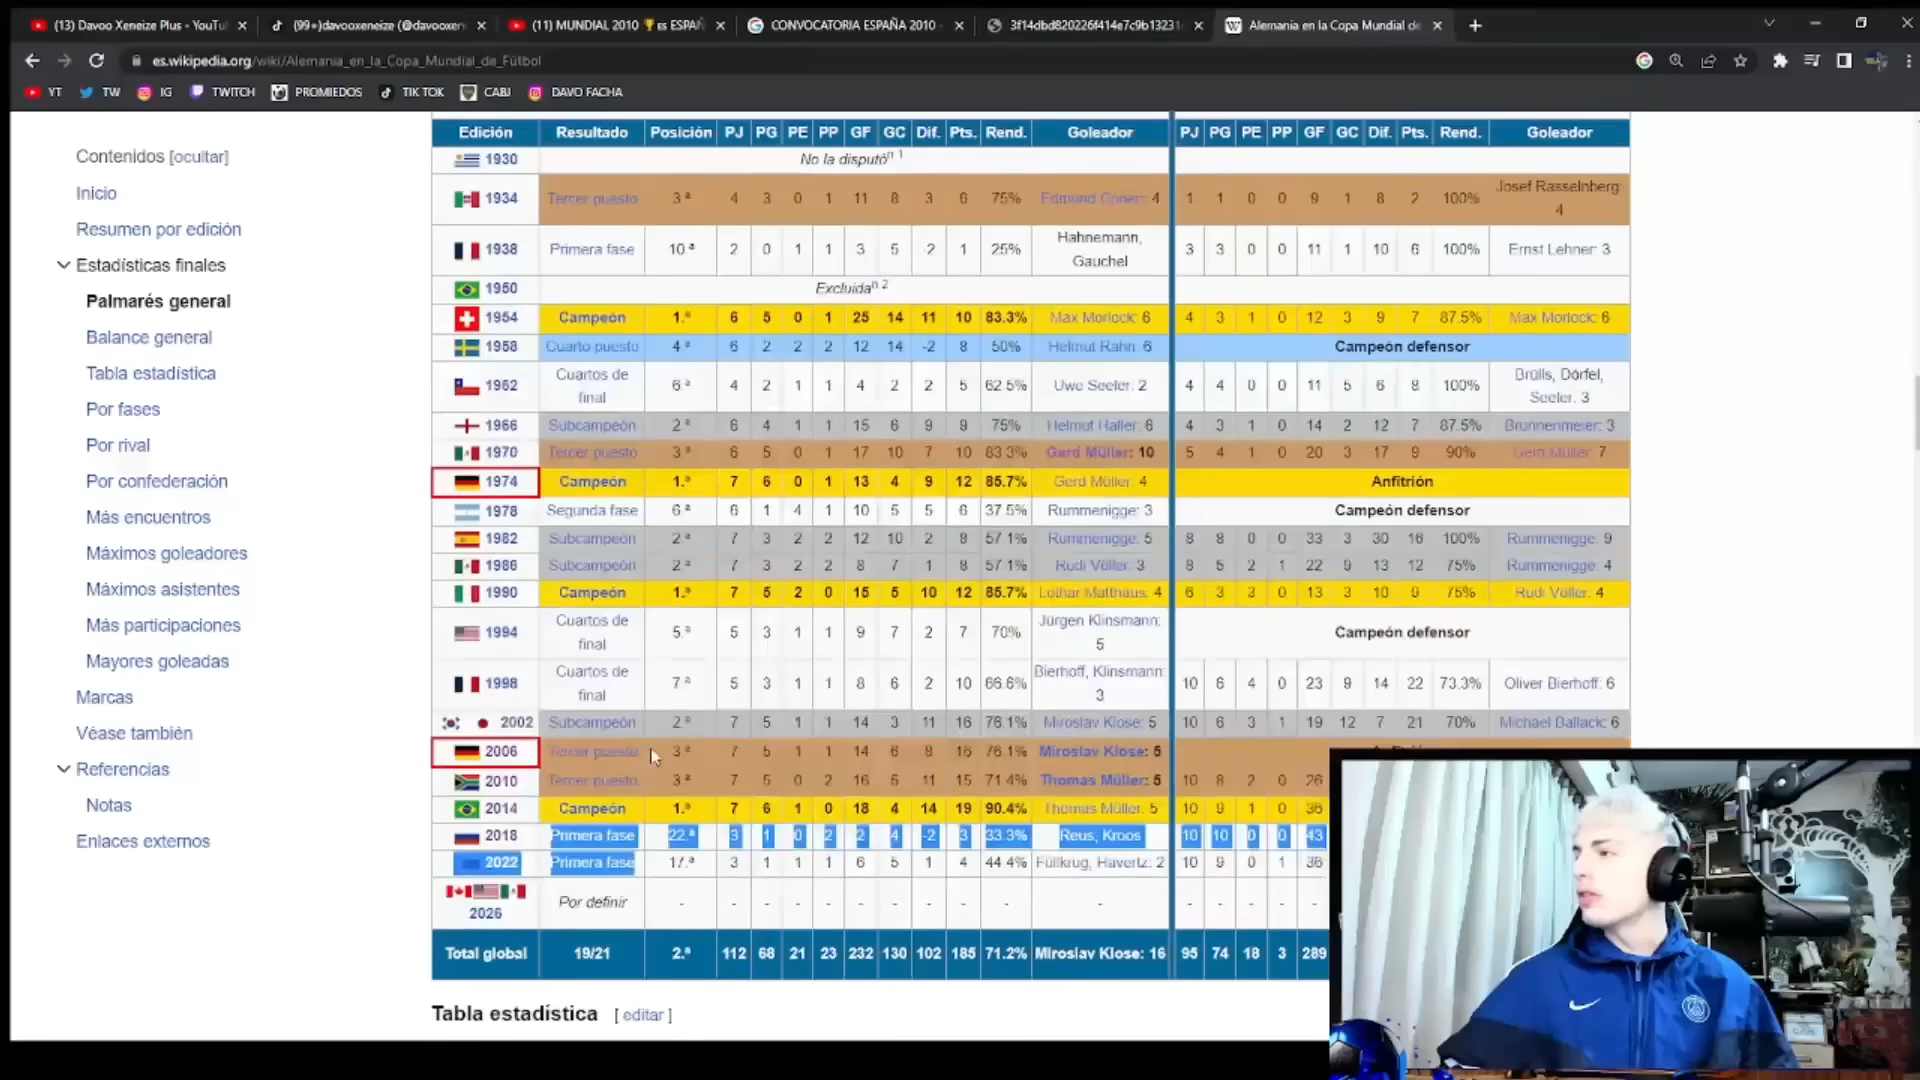 (13) Davoo Xeneize Plus - YouTu
(99+)davooxeneize (@davooxen
(11) MUNDIAL 2010 🏆es ESPAÑ
CONVOCATORIA ESPAÑA 2010 -
3f14dbd820226f414e7c9b13231
Alemania en la Copa Mundial de
es.wikipedia.org/wiki/Alemania_en_la_Copa_Mundial_de_Fútbol
YT TW IG TWITCH PROMIEDOS TIK TOK CABJ DAVO FACHA
Contenidos [ocultar]
Inicio
Resumen por edición
Estadísticas finales
Palmarés general
Balance general
Tabla estadística
Por fases
Por rival
Por confederación
Más encuentros
Máximos goleadores
Máximos asistentes
Más participaciones
Mayores goleadas
Marcas
Véase también
Referencias
Notas
Enlaces externos
Edición Resultado Posición PJ PG PE PP GF GC Dif. Pts. Rend. Goleador PJ PG PE PP GF GC Dif. Pts. Rend. Goleador
1930 No la disputó n 1
1934 Tercer puesto 3.ª 4 3 0 1 11 8 3 6 75% Edmund Conen: 4 1 1 0 0 9 1 8 2 100% Josef Rasselnberg:
4
1938 Primera fase 10.ª 2 0 1 1 3 5 -2 1 25% Hahnemann,
Gauchel 3 3 0 0 11 1 10 6 100% Ernst Lehner: 3
1950 Excluida n 2
1954 Campeón 1.º 6 5 0 1 25 14 11 10 83.3% Max Morlock: 6 4 3 1 0 12 3 9 7 87.5% Max Morlock: 6
1958 Cuarto puesto 4.ª 6 2 2 2 12 14 -2 8 50% Helmut Rahn: 6 Campeón defensor
1962 Cuartos de
final 6.ª 4 2 1 1 4 2 2 5 62.5% Uwe Seeler: 2 4 4 0 0 11 5 6 8 100% Brülls, Dörfel,
Seeler: 3
1966 Subcampeón 2.ª 6 4 1 1 15 6 9 9 75% Helmut Haller: 6 4 3 1 0 14 2 12 7 87.5% Brunnenmeier: 3
1970 Tercer puesto 3.ª 6 5 0 1 17 10 7 10 83.3% Gerd Müller: 10 5 4 1 0 20 3 17 9 90% Gerd Müller: 7
1974 Campeón 1.º 7 6 0 1 13 4 9 12 85.7% Gerd Müller: 4 Anfitrión
1978 Segunda fase 6.ª 6 1 4 1 10 5 5 6 37.5% Rummenigge: 3 Campeón defensor
1982 Subcampeón 2.ª 7 3 2 2 12 10 2 8 57.1% Rummenigge: 5 8 8 0 0 33 3 30 16 100% Rummenigge: 9
1986 Subcampeón 2.ª 7 3 2 2 8 7 1 8 57.1% Rudi Völler: 3 8 5 2 1 22 9 13 12 75% Rummenigge: 4
1990 Campeón 1.º 7 5 2 0 15 5 10 12 85.7% Lothar Matthäus: 4 6 3 3 0 13 3 10 9 75% Rudi Völler: 4
1994 Cuartos de
final 5.ª 5 3 1 1 9 7 2 7 70% Jürgen Klinsmann:
5 Campeón defensor
1998 Cuartos de
final 7.ª 5 3 1 1 8 6 2 10 66.6% Bierhoff, Klinsmann:
3 10 6 4 0 23 9 14 22 73.3% Oliver Bierhoff: 6
2002 Subcampeón 2.ª 7 5 1 1 14 3 11 16 76.1% Miroslav Klose: 5 10 6 3 1 19 12 7 21 70% Michael Ballack: 6
2006 Tercer puesto 3.ª 7 5 1 1 14 6 8 16 76.1% Miroslav Klose: 5
2010 Tercer puesto 3.ª 7 5 0 2 16 5 11 15 71.4% Thomas Müller: 5 10 8 2 0 26
2014 Campeón 1.º 7 6 1 0 18 4 14 19 90.4% Thomas Müller: 5 10 9 1 0 36
2018 Primera fase 22.ª 3 1 0 2 2 4 -2 3 33.3% Reus, Kroos 10 10 0 0 43
2022 Primera fase 17.ª 3 1 1 1 6 5 1 4 44.4% Füllkrug, Havertz: 2 10 9 0 1 36
2026 Por definir - - - - - - - - - - - - - - - -
Total global 19/21 2.º 112 68 21 23 232 130 102 185 71.2% Miroslav Klose: 16 95 74 18 3 289
Tabla estadística [ editar ]